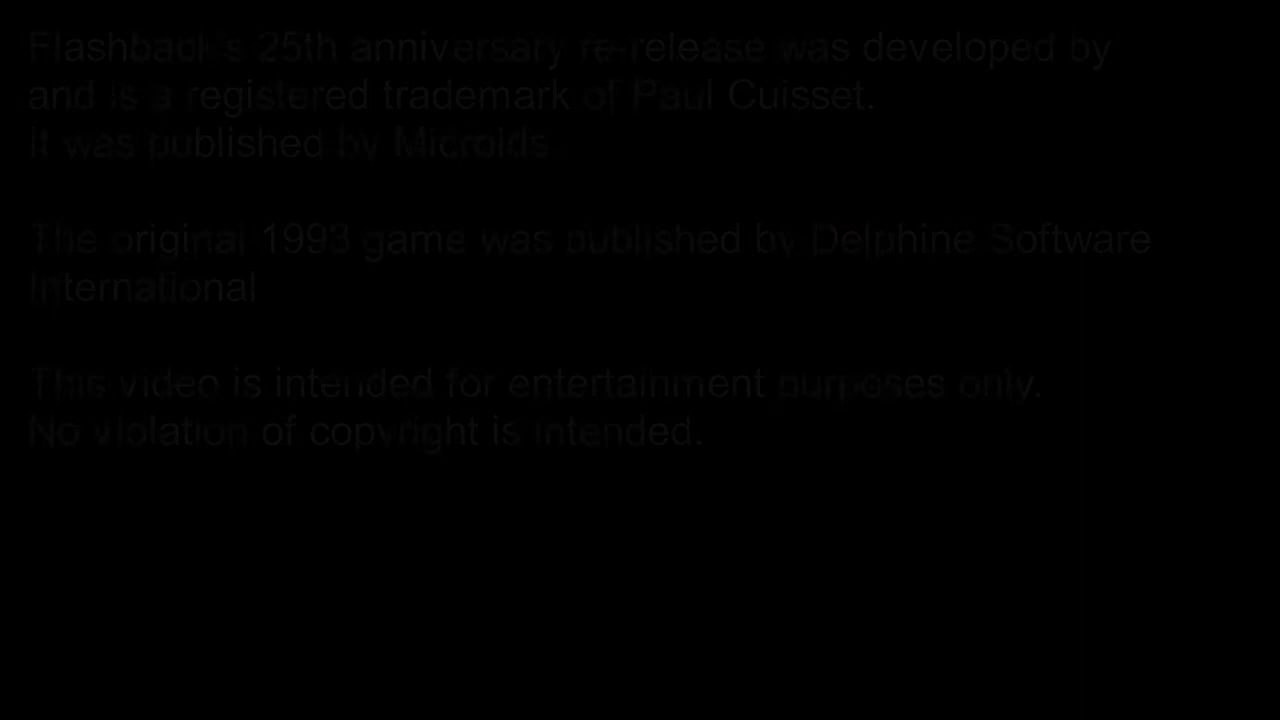 Flashback's 25th anniversary re-release was developed by
and is a registered trademark of Paul Cuisset.
It was published by Microids.
The original 1993 game was published by Delphine Software
International
This video is intended for entertainment purposes only.
No violation of copyright is intended.